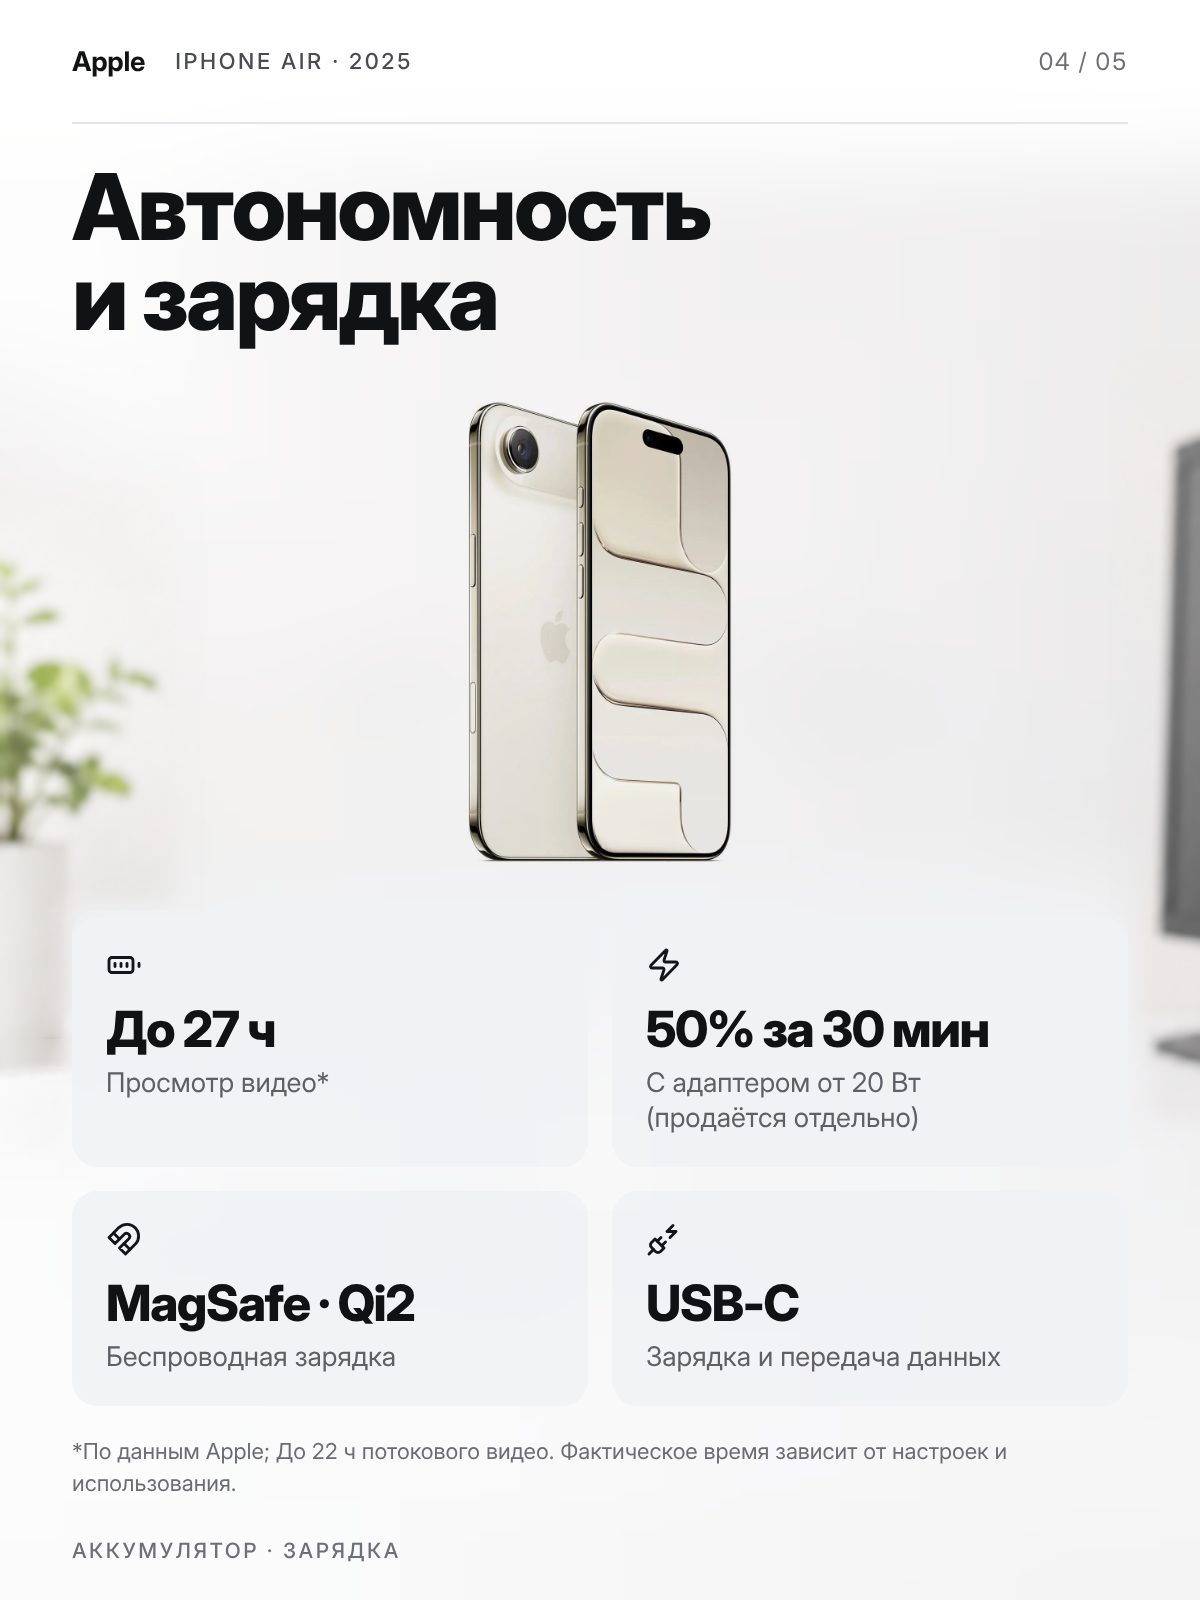 Apple IPHONE AIR · 2025 04 / 05
Автономность
и зарядка
До 27 ч
Просмотр видео*
50% за 30 мин
С адаптером от 20 Вт
(продаётся отдельно)
MagSafe · Qi2
Беспроводная зарядка
USB-C
Зарядка и передача данных
*По данным Apple; До 22 ч потокового видео. Фактическое время зависит от настроек и
использования.
АККУМУЛЯТОР · ЗАРЯДКА